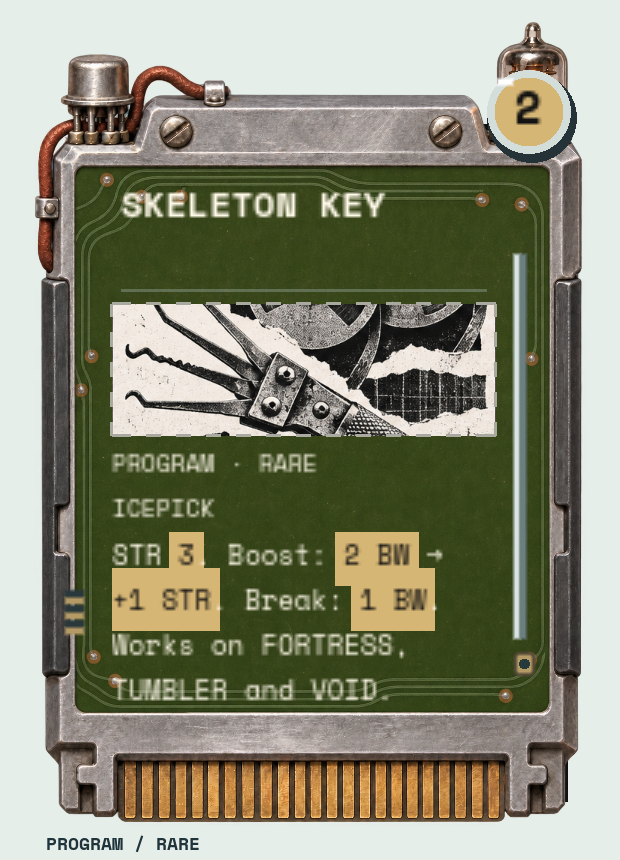 2
SKELETON KEY
PROGRAM · RARE
ICEPICK
STR 3. Boost: 2 BW →
+1 STR. Break: 1 BW.
Works on FORTRESS,
TUMBLER and VOID.
PROGRAM / RARE